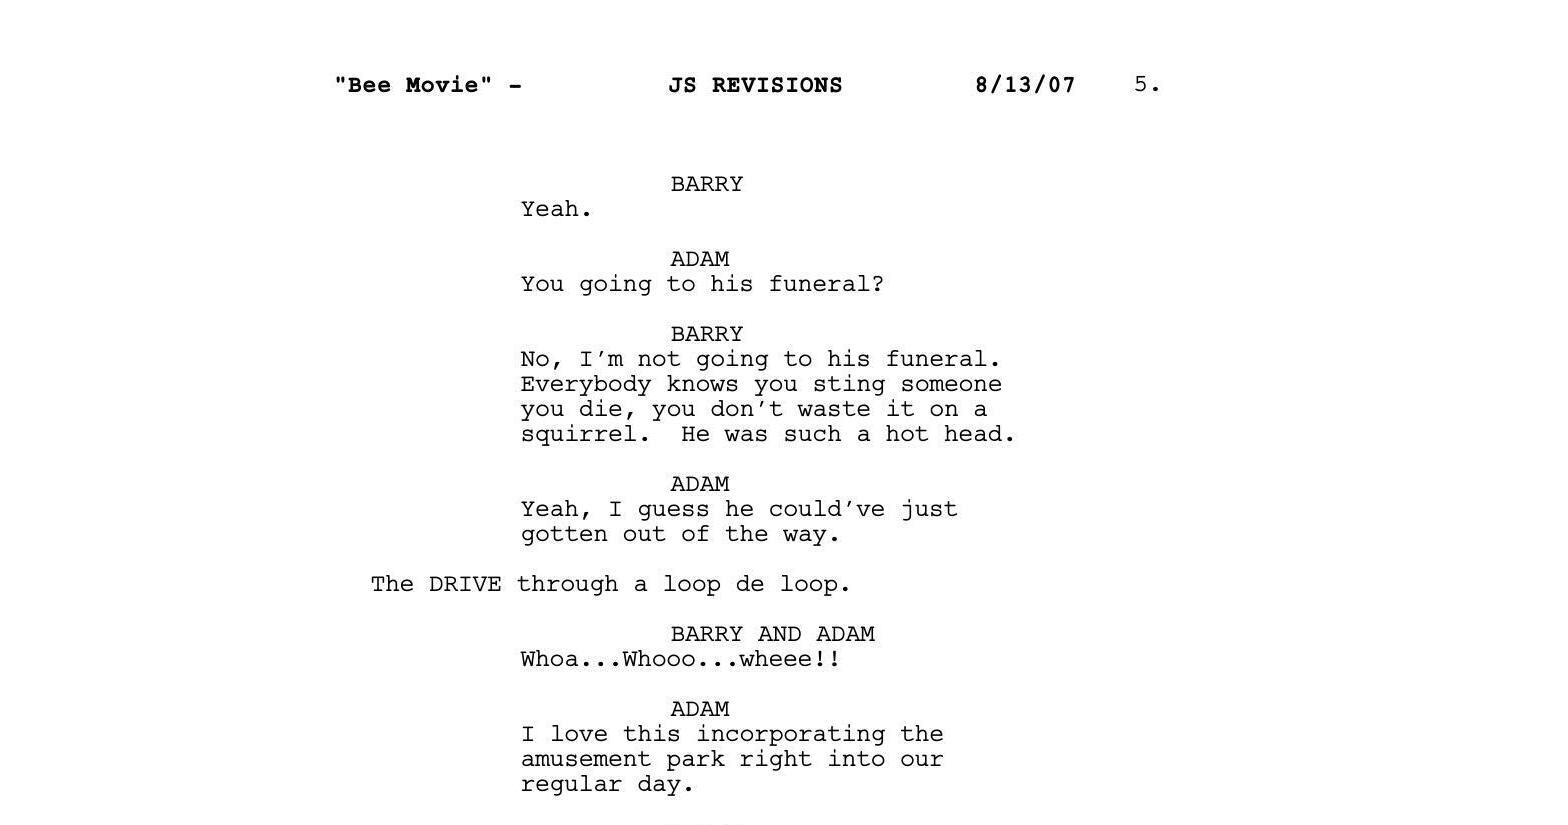 "Bee Movie" - JS REVISIONS 8/13/07 5.
BARRY
Yeah.
ADAM
You going to his funeral?
BARRY
No, I'm not going to his funeral.
Everybody knows you sting someone
you die, you don't waste it on a
squirrel.  He was such a hot head.
ADAM
Yeah, I guess he could've just
gotten out of the way.
The DRIVE through a loop de loop.
BARRY AND ADAM
Whoa...Whooo...wheee!!
ADAM
I love this incorporating the
amusement park right into our
regular day.